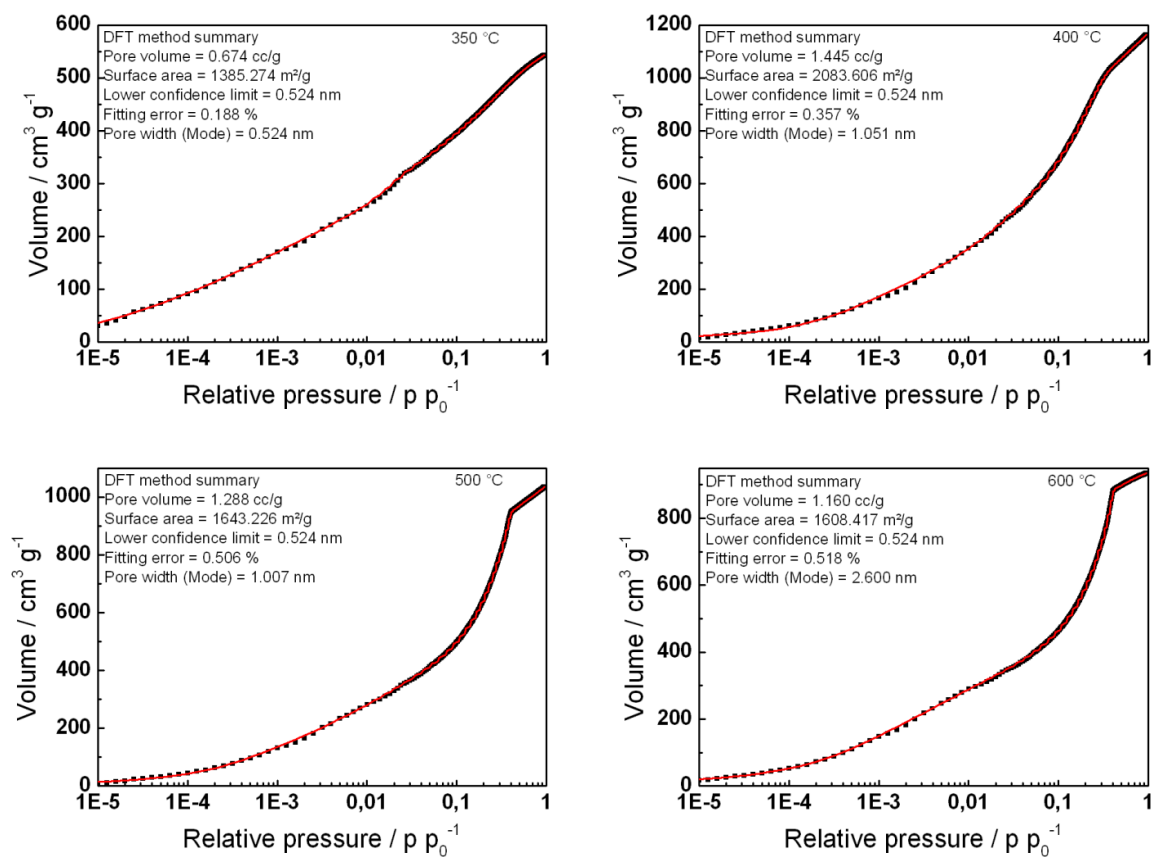 DFT method summary
350 °C
Pore volume = 0.674 cc/g
Surface area = 1385.274 m²/g
Lower confidence limit = 0.524 nm
Fitting error = 0.188 %
Pore width (Mode) = 0.524 nm
600
500
400
300
200
100
0
Volume / cm³ g⁻¹
1E-5 1E-4 1E-3 0,01 0,1 1
Relative pressure / p p₀⁻¹
DFT method summary
400 °C
Pore volume = 1.445 cc/g
Surface area = 2083.606 m²/g
Lower confidence limit = 0.524 nm
Fitting error = 0.357 %
Pore width (Mode) = 1.051 nm
1200
1000
800
600
400
200
0
Volume / cm³ g⁻¹
1E-5 1E-4 1E-3 0,01 0,1 1
Relative pressure / p p₀⁻¹
DFT method summary
500 °C
Pore volume = 1.288 cc/g
Surface area = 1643.226 m²/g
Lower confidence limit = 0.524 nm
Fitting error = 0.506 %
Pore width (Mode) = 1.007 nm
1000
800
600
400
200
0
Volume / cm³ g⁻¹
1E-5 1E-4 1E-3 0,01 0,1 1
Relative pressure / p p₀⁻¹
DFT method summary
600 °C
Pore volume = 1.160 cc/g
Surface area = 1608.417 m²/g
Lower confidence limit = 0.524 nm
Fitting error = 0.518 %
Pore width (Mode) = 2.600 nm
800
600
400
200
0
Volume / cm³ g⁻¹
1E-5 1E-4 1E-3 0,01 0,1 1
Relative pressure / p p₀⁻¹